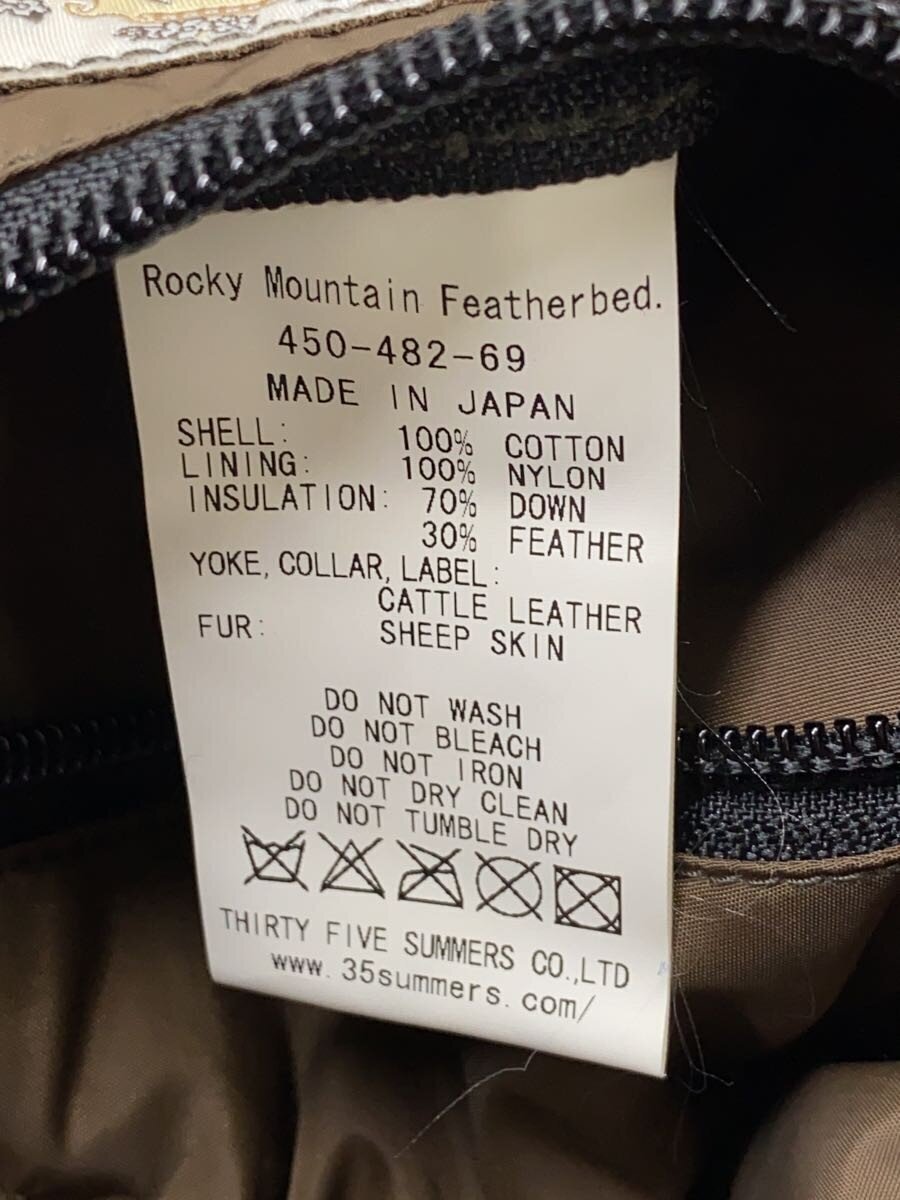 Rocky Mountain Featherbed.
450-482-69
MADE IN JAPAN
SHELL: 100% COTTON
LINING: 100% NYLON
INSULATION: 70% DOWN
30% FEATHER
YOKE, COLLAR, LABEL:
CATTLE LEATHER
FUR: SHEEP SKIN
DO NOT WASH
DO NOT BLEACH
DO NOT IRON
DO NOT DRY CLEAN
DO NOT TUMBLE DRY
THIRTY FIVE SUMMERS CO.,LTD
www.35summers.com/